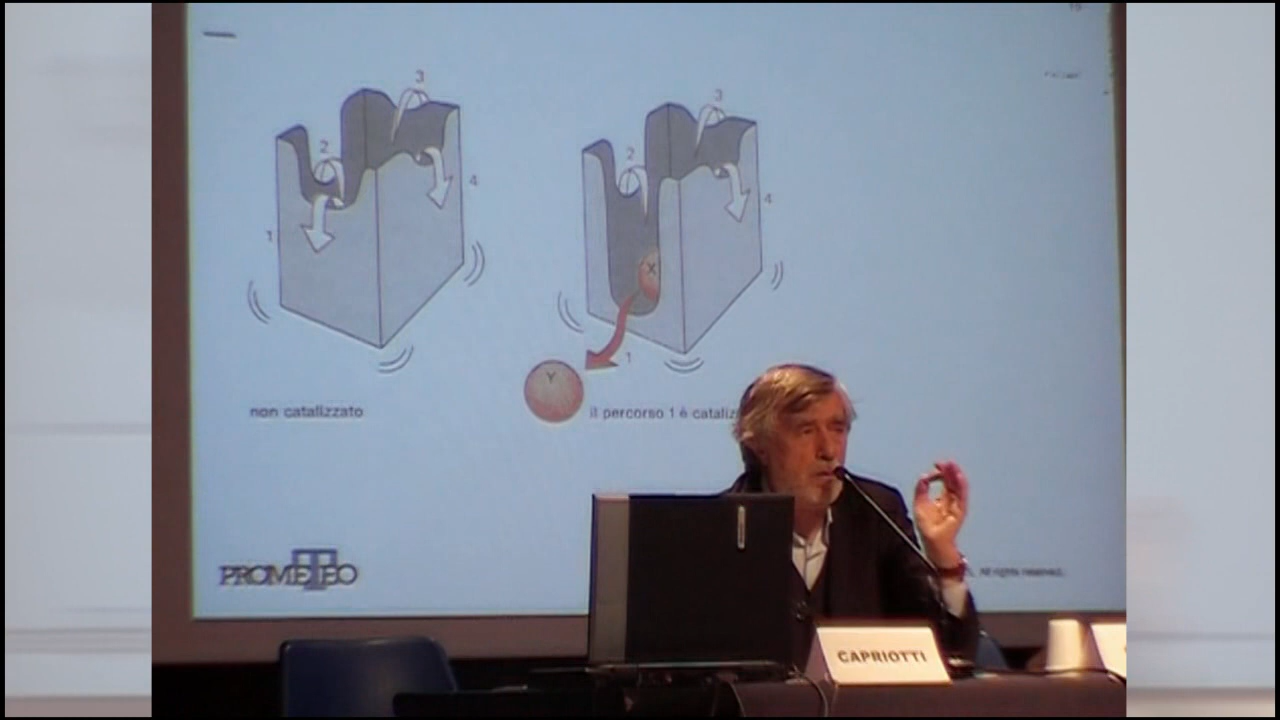 3
3
2
2
4
4
1
X
1
Y
non catalizzato
il percorso 1 è cataliz
PROMETEO
All rights reserved.
CAPRIOTTI